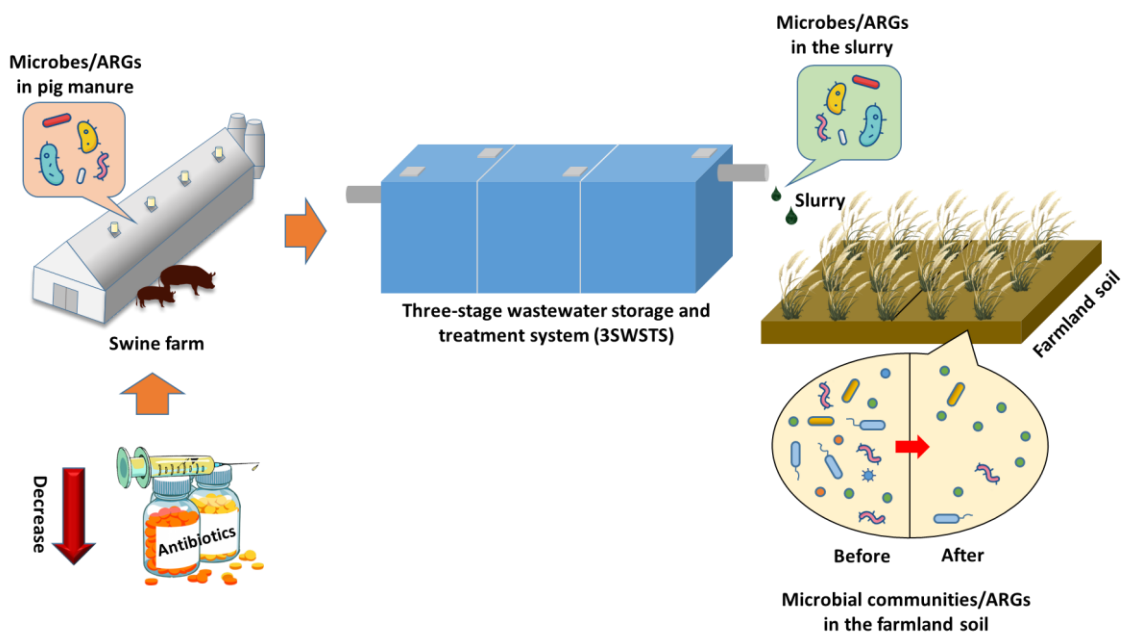 Microbes/ARGs
in pig manure
Microbes/ARGs
in the slurry
Slurry
Three-stage wastewater storage and
treatment system (3SWSTS)
Farmland soil
Swine farm
Decrease
Antibiotics
Before
After
Microbial communities/ARGs
in the farmland soil